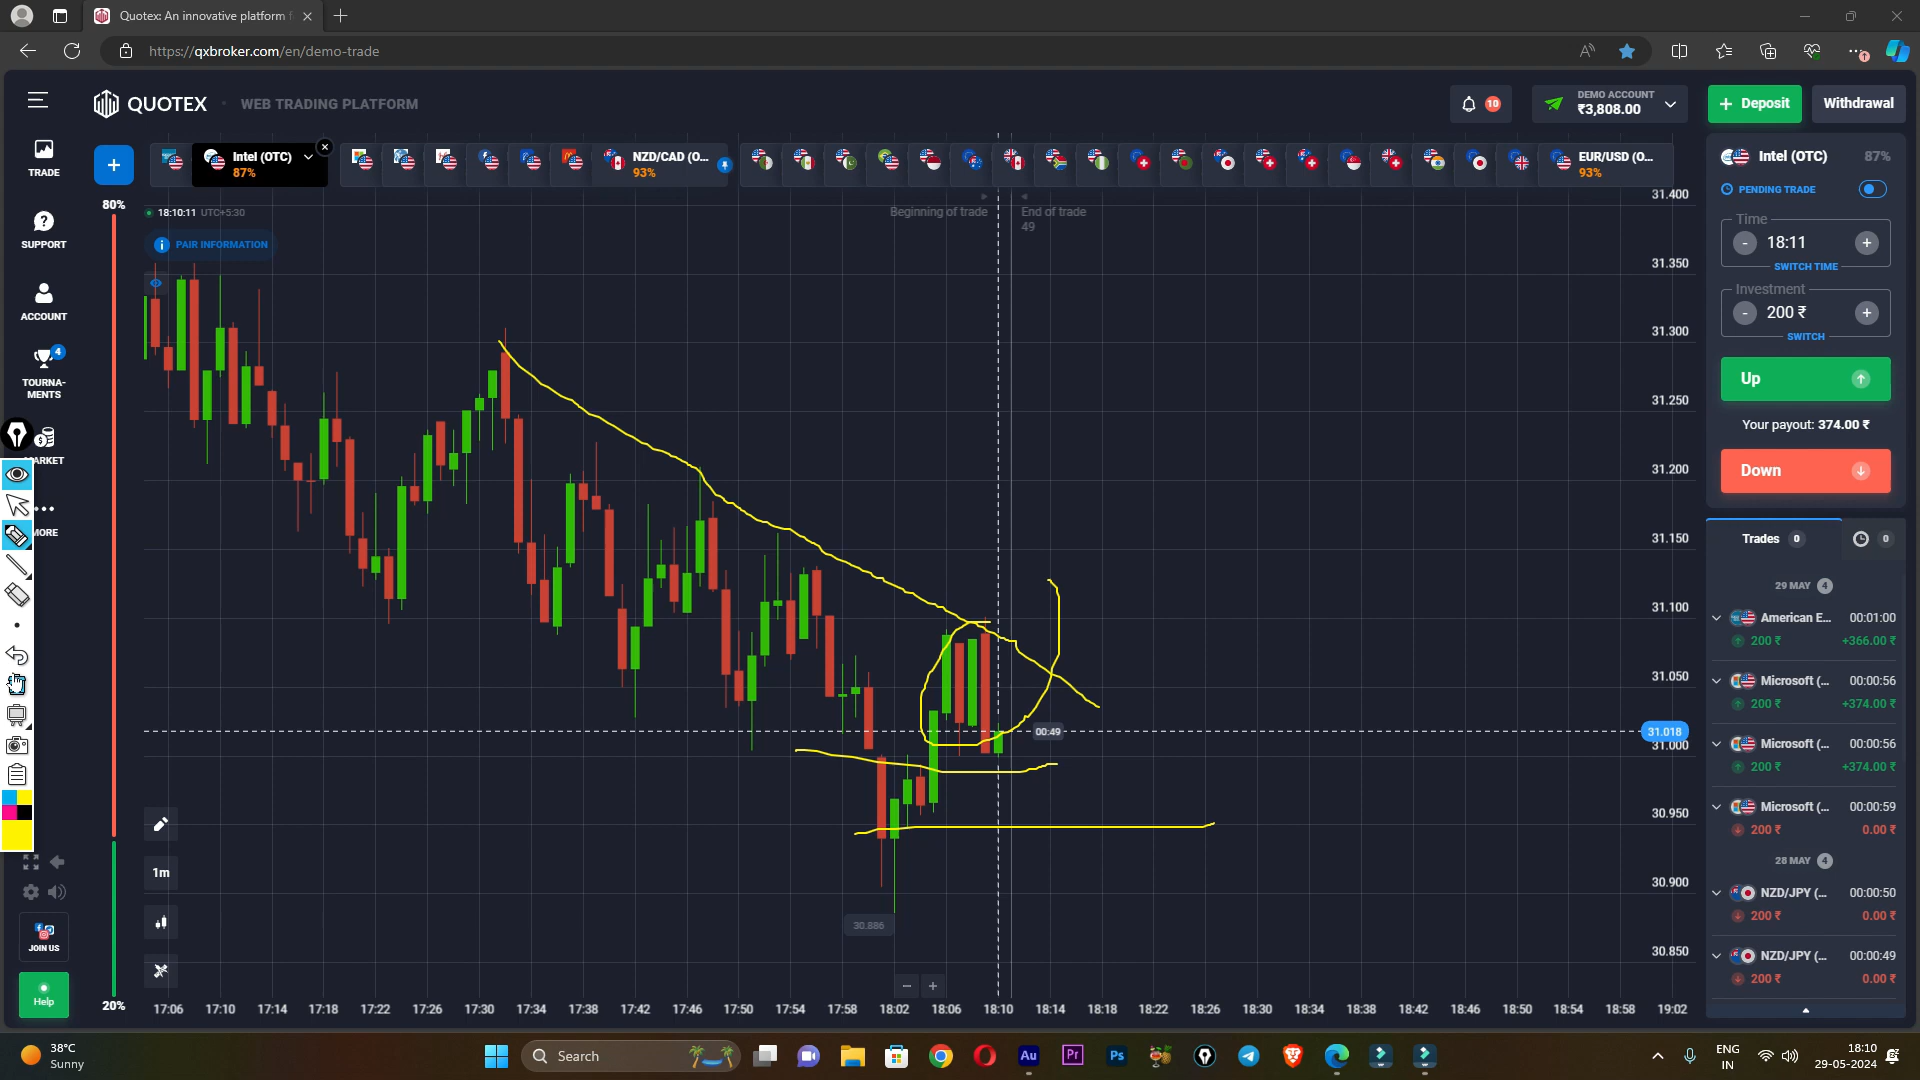 Quotex: An innovative platform f
https://qxbroker.com/en/demo-trade
QUOTEX
WEB TRADING PLATFORM
10
DEMO ACCOUNT
₹3,808.00
+ Deposit
Withdrawal
TRADE
SUPPORT
ACCOUNT
4
TOURNA-
MENTS
ARKET
MORE
JOIN US
Help
+
Intel (OTC)
87%
NZD/CAD (O...
93%
EUR/USD (O...
93%
80%
20%
18:10:11 UTC+5:30
PAIR INFORMATION
Beginning of trade
End of trade
49
31.400
31.350
31.300
31.250
31.200
31.150
31.100
31.050
31.018
31.000
30.950
30.900
30.850
00:49
30.886
1m
17:06 17:10 17:14 17:18 17:22 17:26 17:30 17:34 17:38 17:42 17:46 17:50 17:54 17:58 18:02 18:06 18:10 18:14 18:18 18:22 18:26 18:30 18:34 18:38 18:42 18:46 18:50 18:54 18:58 19:02
Intel (OTC) 87%
PENDING TRADE
Time
- 18:11 +
SWITCH TIME
Investment
- 200 ₹ +
SWITCH
Up
Your payout: 374.00 ₹
Down
Trades 0
0
29 MAY 4
American E... 00:01:00
200 ₹ +366.00 ₹
Microsoft (... 00:00:56
200 ₹ +374.00 ₹
Microsoft (... 00:00:56
200 ₹ +374.00 ₹
Microsoft (... 00:00:59
200 ₹ 0.00 ₹
28 MAY 4
NZD/JPY (... 00:00:50
200 ₹ 0.00 ₹
NZD/JPY (... 00:00:49
200 ₹ 0.00 ₹
38°C
Sunny
Search
Au
Pr
Ps
ENG
IN
18:10
29-05-2024